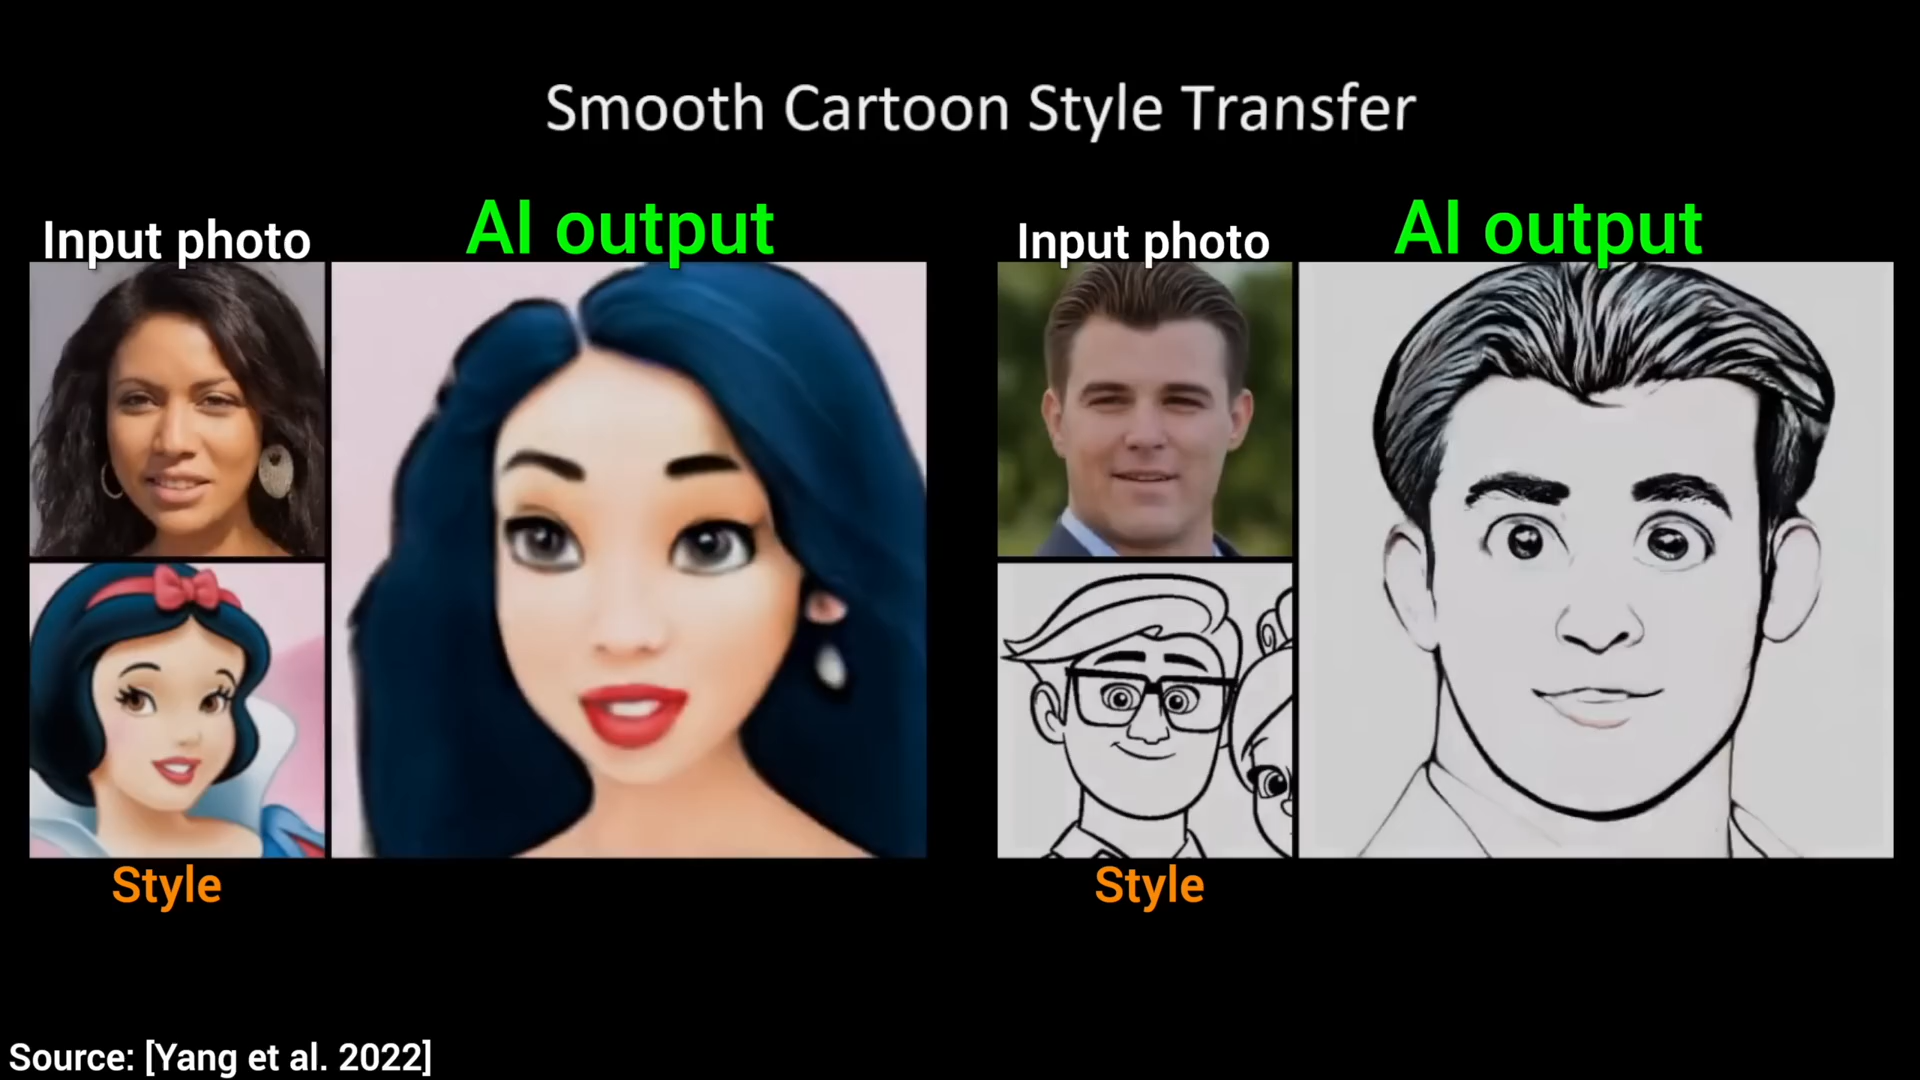 Smooth Cartoon Style Transfer
Input photo
AI output
Input photo
AI output
Style
Style
Source: [Yang et al. 2022]